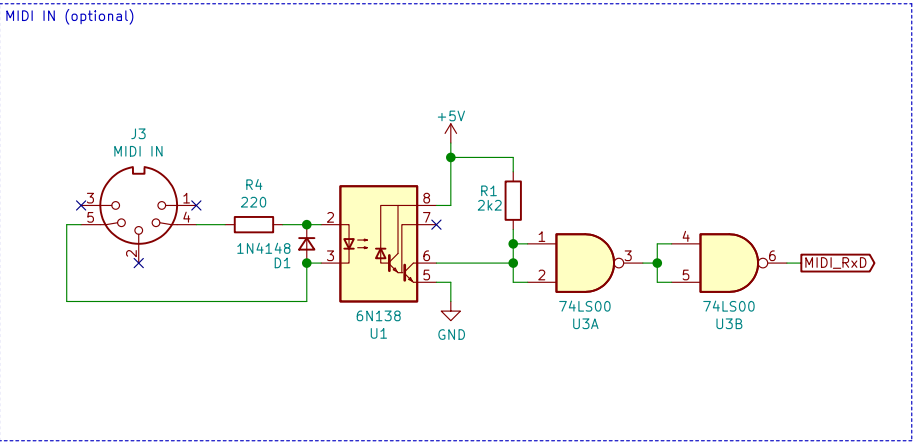 MIDI IN (optional)
+5V
J3
MIDI IN
R4
220
R1
2k2
3
1
5
4
2
2
3
8
7
6
5
1N4148
D1
6N138
U1
GND
1
2
3
74LS00
U3A
4
5
6
74LS00
U3B
MIDI_RxD